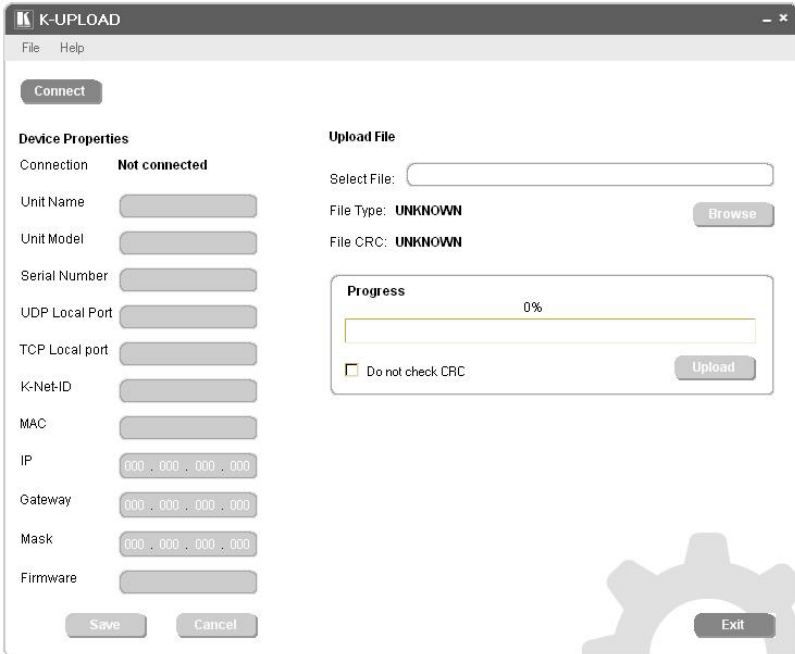 K K-UPLOAD
File Help
Connect
Device Properties
Connection Not connected
Unit Name
Unit Model
Serial Number
UDP Local Port
TCP Local port
K-Net-ID
MAC
IP 000 . 000 . 000 . 000
Gateway 000 . 000 . 000 . 000
Mask 000 . 000 . 000 . 000
Firmware
Save Cancel
Upload File
Select File:
File Type: UNKNOWN
Browse
File CRC: UNKNOWN
Progress
0%
Do not check CRC
Upload
Exit